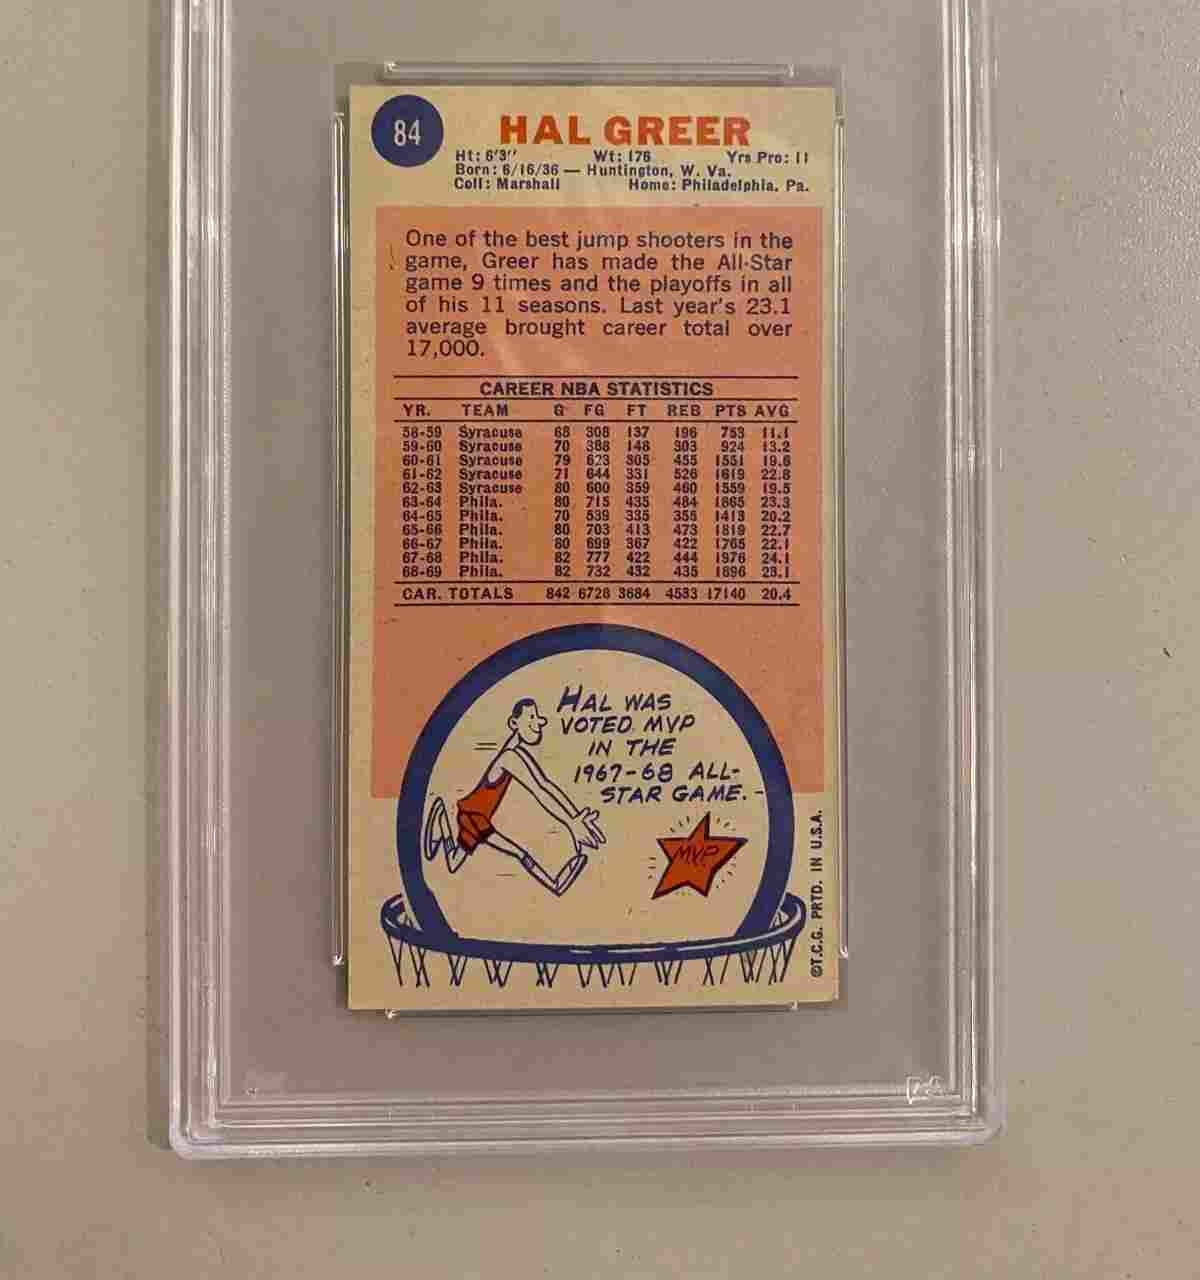 84
HAL GREER
Ht: 6'3'' Wt: 176 Yrs Pro: 11
Born: 6/16/36 — Huntington, W. Va.
Coll: Marshall Home: Philadelphia, Pa.
One of the best jump shooters in the
game, Greer has made the All-Star
game 9 times and the playoffs in all
of his 11 seasons. Last year's 23.1
average brought career total over
17,000.
CAREER NBA STATISTICS
YR. TEAM G FG FT REB PTS AVG
58-59 Syracuse 68 308 137 196 753 11.1
59-60 Syracuse 70 388 148 303 924 13.2
60-61 Syracuse 79 623 305 455 1551 19.6
61-62 Syracuse 71 644 331 526 1619 22.8
62-63 Syracuse 80 600 359 460 1559 19.5
63-64 Phila. 80 715 435 484 1865 23.3
64-65 Phila. 70 539 335 355 1413 20.2
65-66 Phila. 80 703 413 473 1819 22.7
66-67 Phila. 80 699 367 422 1765 22.1
67-68 Phila. 82 777 422 444 1976 24.1
68-69 Phila. 82 732 432 435 1896 23.1
CAR. TOTALS 842 6728 3684 4533 17140 20.4
HAL WAS
VOTED MVP
IN THE
1967-68 ALL-
STAR GAME.
MVP
©T.C.G. PRTD. IN U.S.A.